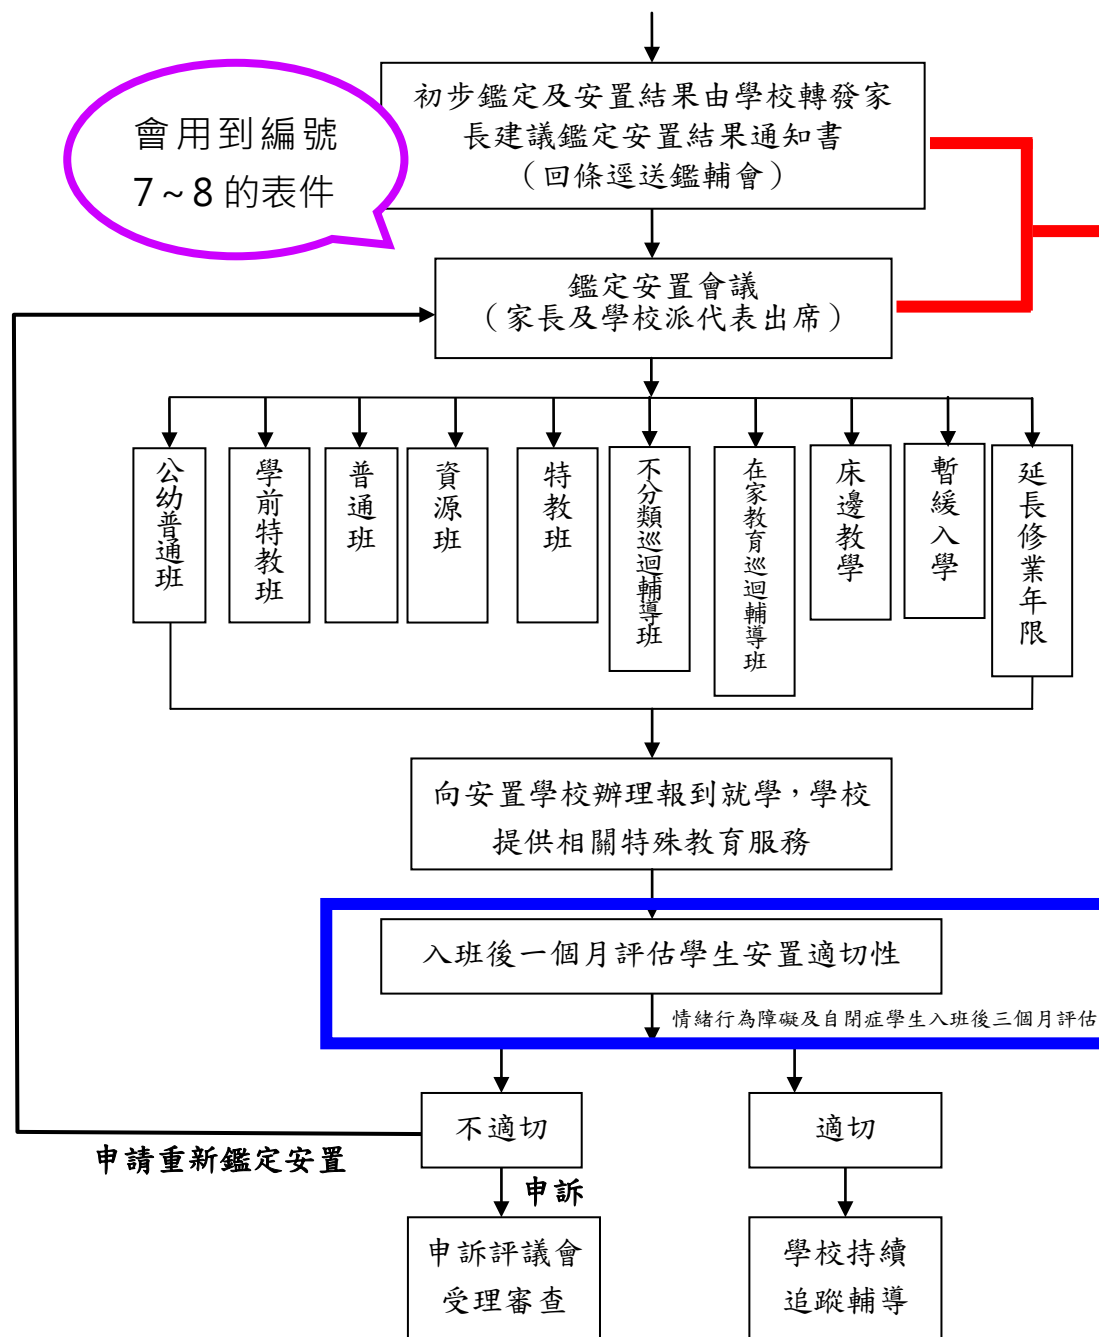 會用到編號
7~8 的表件
初步鑑定及安置結果由學校轉發家
長建議鑑定安置結果通知書
（回條逕送鑑輔會）
鑑定安置會議
（家長及學校派代表出席）
公幼普通班
學前特教班
普通班
資源班
特教班
不分類巡迴輔導班
在家教育巡迴輔導班
床邊教學
暫緩入學
延長修業年限
向安置學校辦理報到就學，學校
提供相關特殊教育服務
入班後一個月評估學生安置適切性
情緒行為障礙及自閉症學生入班後三個月評估
不適切
適切
申請重新鑑定安置
申訴
申訴評議會
受理審查
學校持續
追蹤輔導